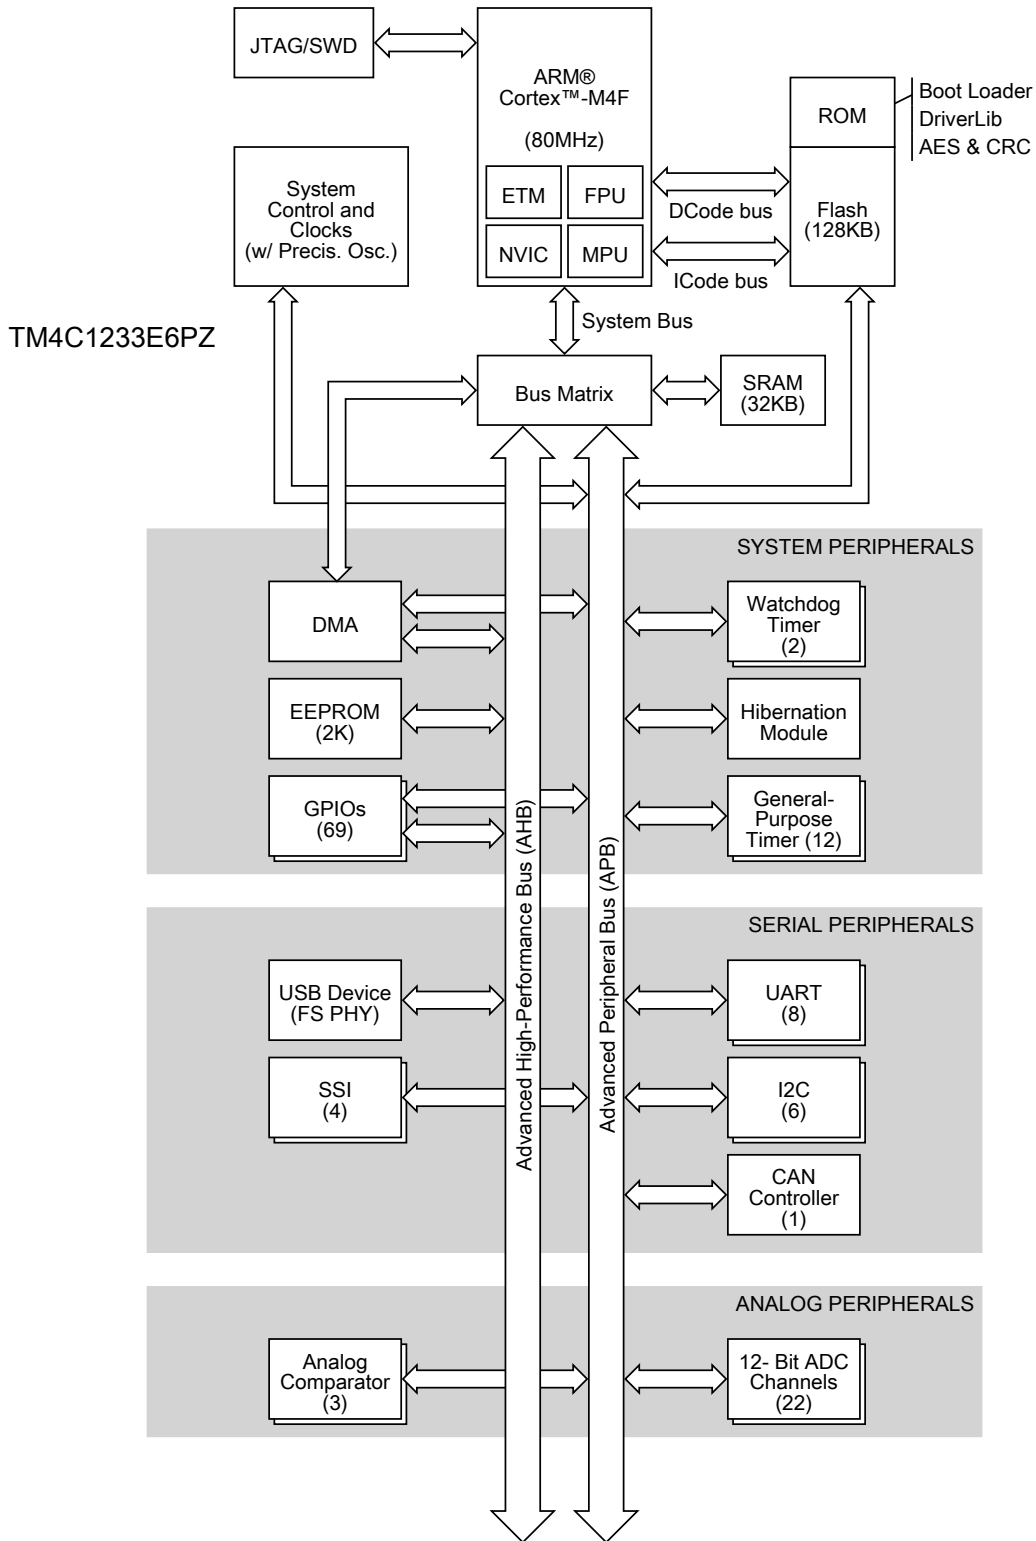 JTAG/SWD
ARM®
Cortex™-M4F
(80MHz)
ETM
FPU
NVIC
MPU
ROM
Boot Loader
DriverLib
AES & CRC
Flash
(128KB)
DCode bus
ICode bus
System
Control and
Clocks
(w/ Precis. Osc.)
TM4C1233E6PZ
System Bus
Bus Matrix
SRAM
(32KB)
SYSTEM PERIPHERALS
DMA
Watchdog
Timer
(2)
EEPROM
(2K)
Hibernation
Module
GPIOs
(69)
General-
Purpose
Timer (12)
Advanced High-Performance Bus (AHB)
Advanced Peripheral Bus (APB)
SERIAL PERIPHERALS
USB Device
(FS PHY)
UART
(8)
SSI
(4)
I2C
(6)
CAN
Controller
(1)
ANALOG PERIPHERALS
Analog
Comparator
(3)
12- Bit ADC
Channels
(22)